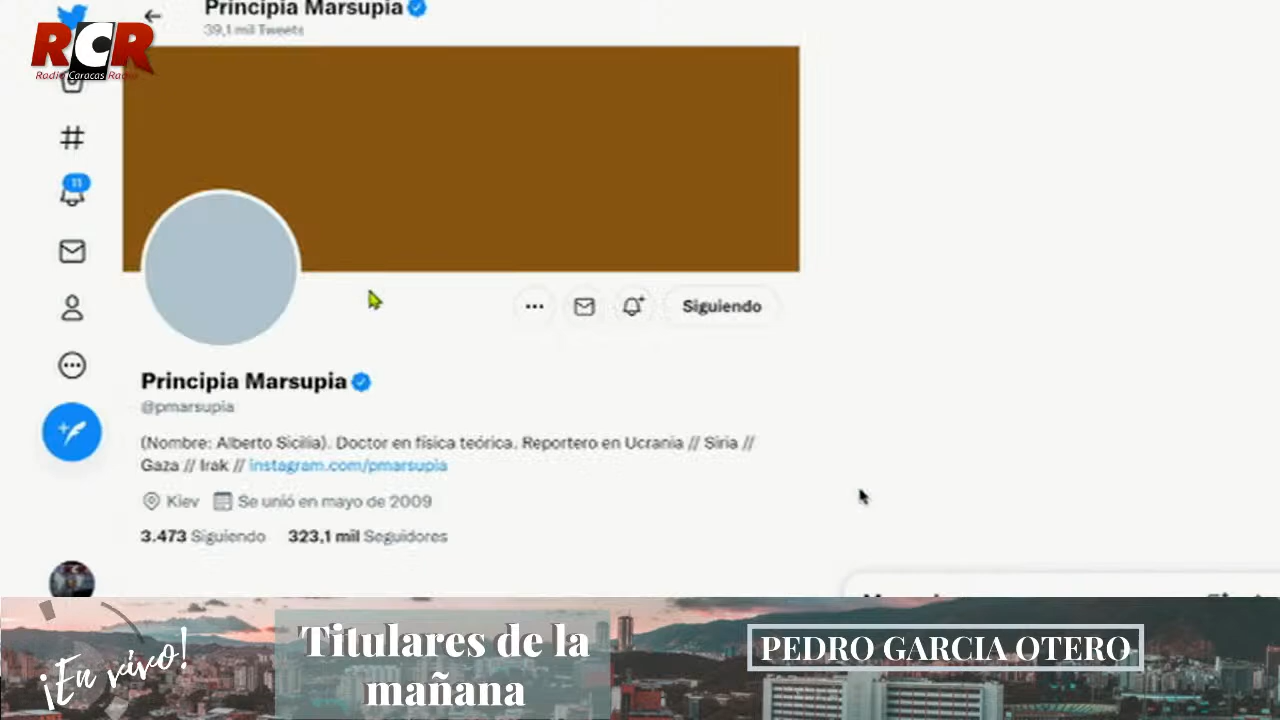 Principia Marsupia
39,1 mil Tweets
RCR
Radio Caracas Radio
11
Siguiendo
Principia Marsupia
@pmarsupia
(Nombre: Alberto Sicilia). Doctor en física teórica. Reportero en Ucrania // Siria //
Gaza // Irak // instagram.com/pmarsupia
Kiev Se unió en mayo de 2009
3.473 Siguiendo 323,1 mil Seguidores
¡En vivo!
Titulares de la
mañana
PEDRO GARCIA OTERO